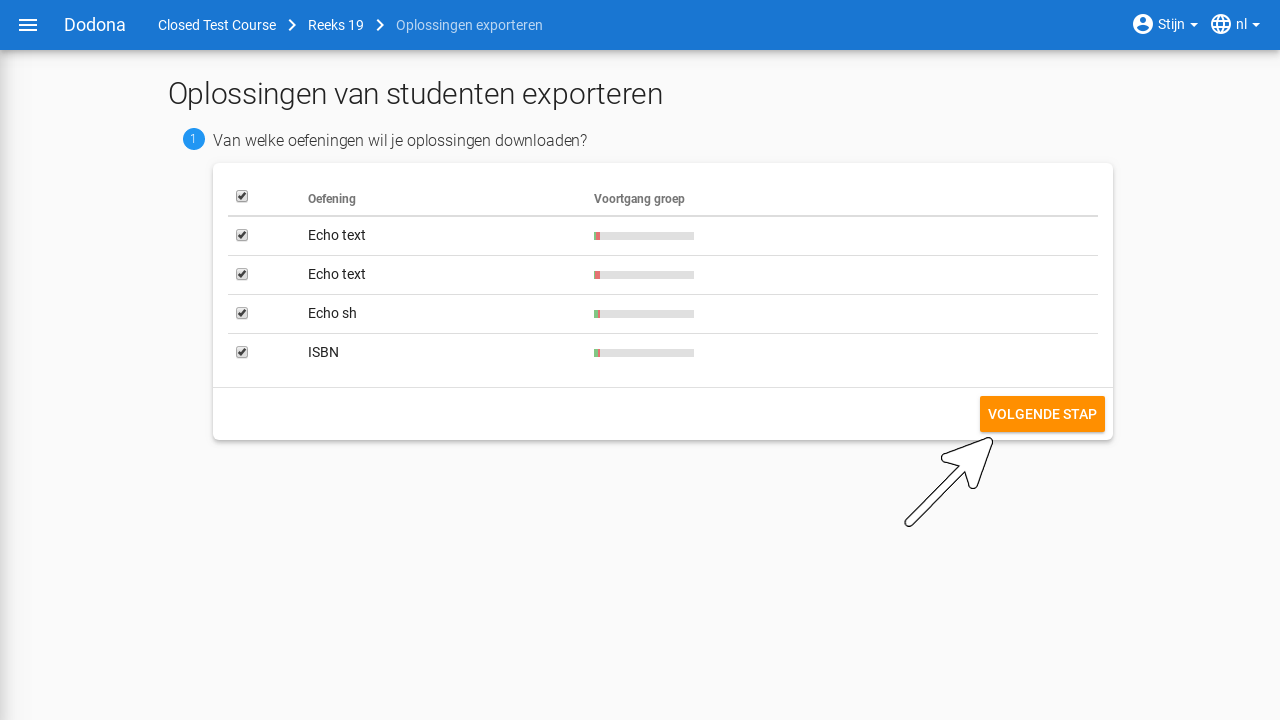 Dodona Closed Test Course Reeks 19 Oplossingen exporteren Stijn nl
Oplossingen van studenten exporteren
1 Van welke oefeningen wil je oplossingen downloaden?
Oefening Voortgang groep
Echo text
Echo text
Echo sh
ISBN
VOLGENDE STAP